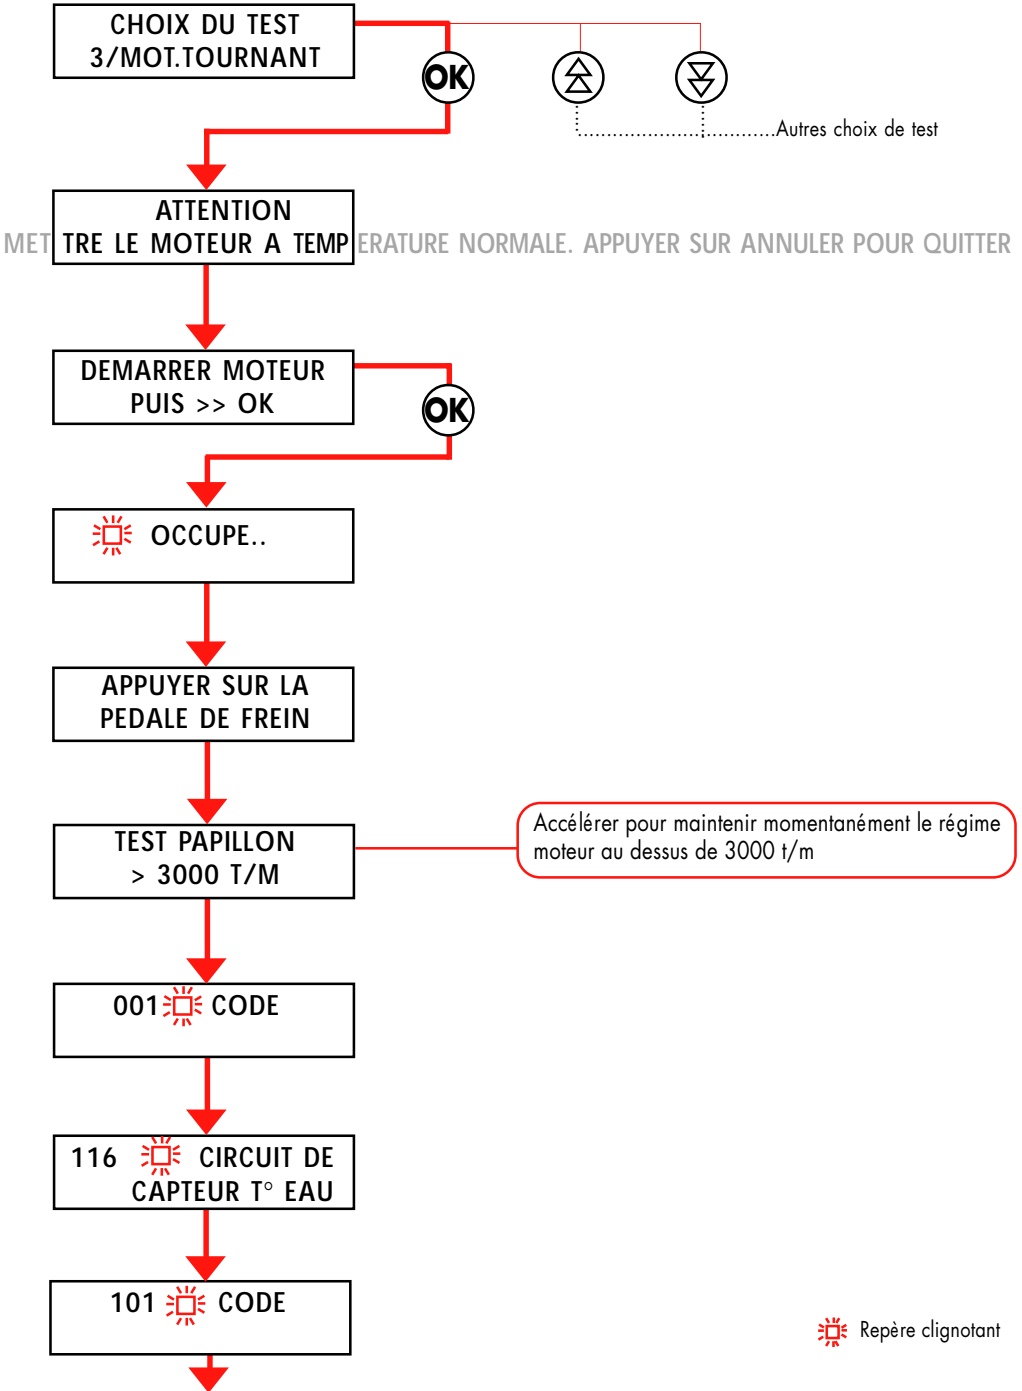 CHOIX DU TEST
3/MOT.TOURNANT
OK
Autres choix de test
ATTENTION
METTRE LE MOTEUR A TEMPERATURE NORMALE. APPUYER SUR ANNULER POUR QUITTER
DEMARRER MOTEUR
PUIS >> OK
OK
OCCUPE..
APPUYER SUR LA
PEDALE DE FREIN
TEST PAPILLON
> 3000 T/M
Accélérer pour maintenir momentanément le régime
moteur au dessus de 3000 t/m
001 CODE
116 CIRCUIT DE
CAPTEUR T° EAU
101 CODE
Repère clignotant